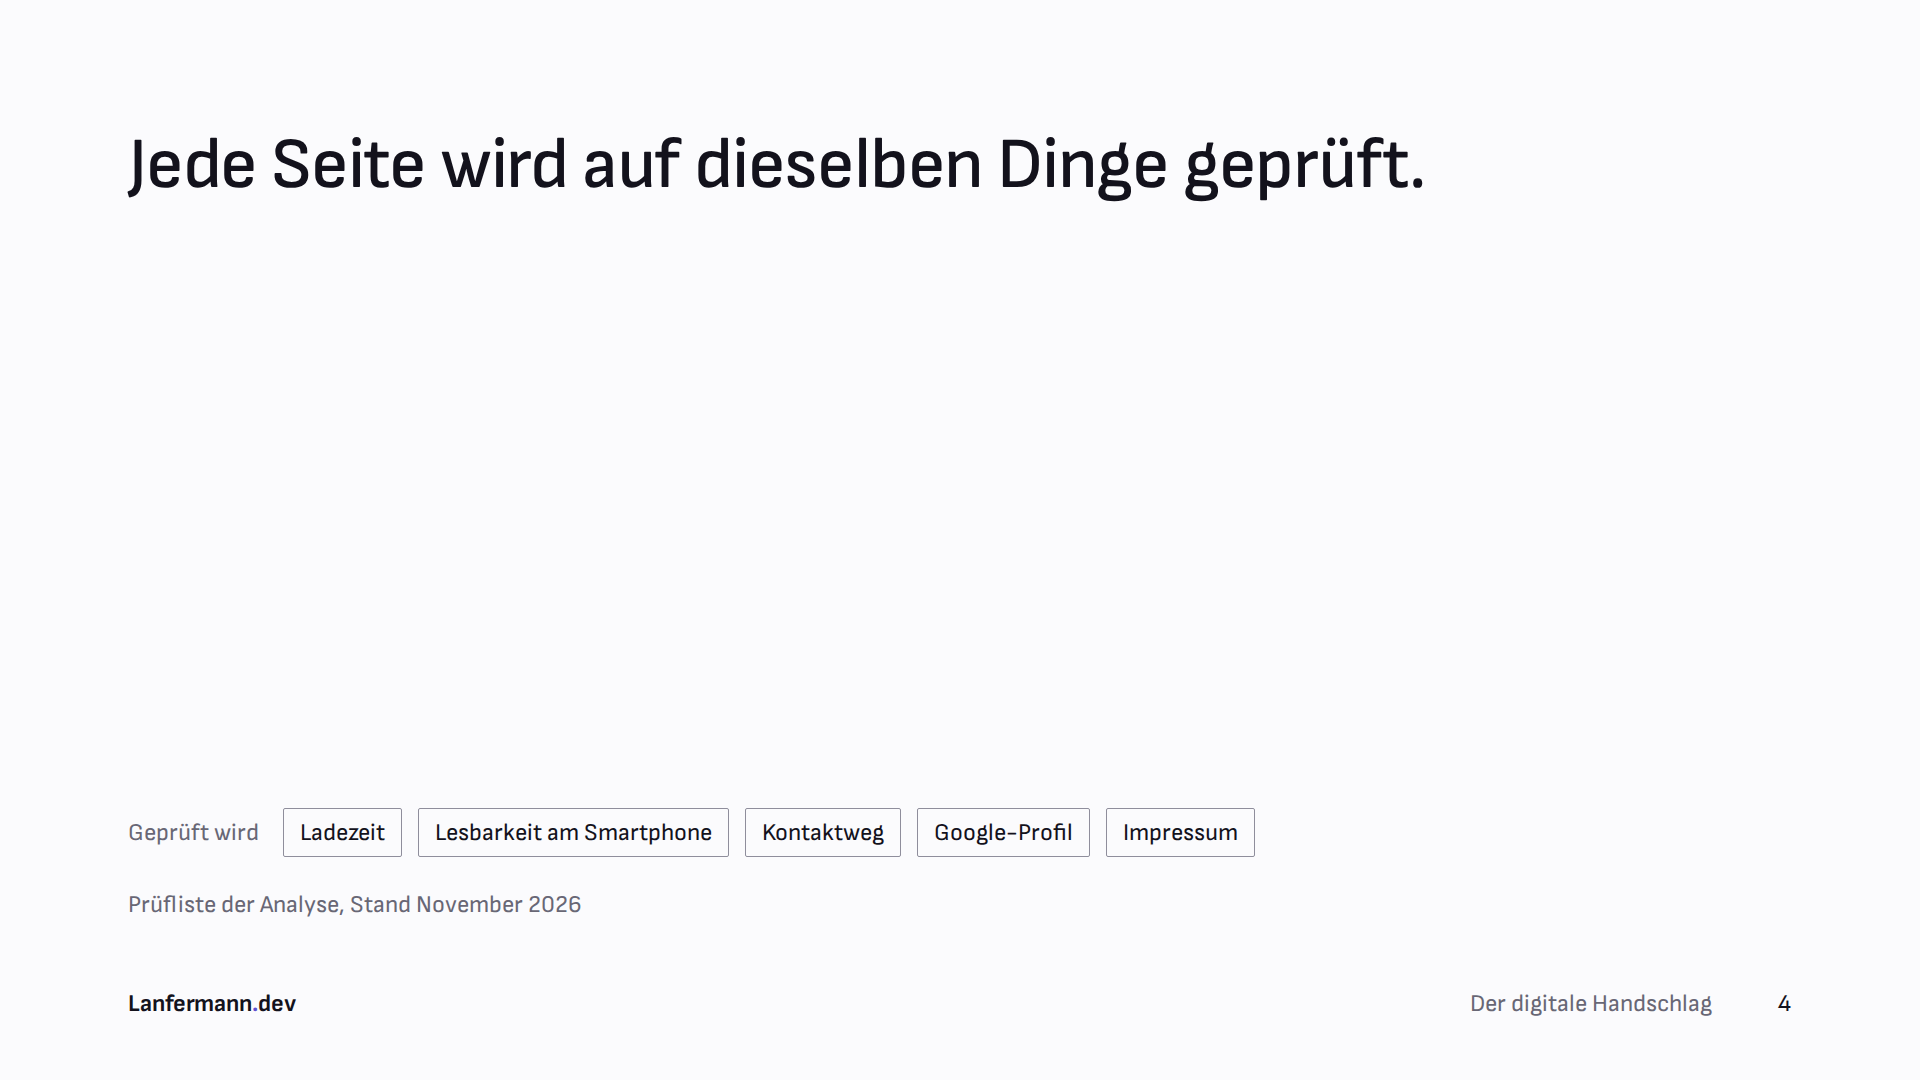 Jede Seite wird auf dieselben Dinge geprüft.
Geprüft wird Ladezeit Lesbarkeit am Smartphone Kontaktweg Google-Profil Impressum
Prüfliste der Analyse, Stand November 2026
Lanfermann.dev Der digitale Handschlag 4